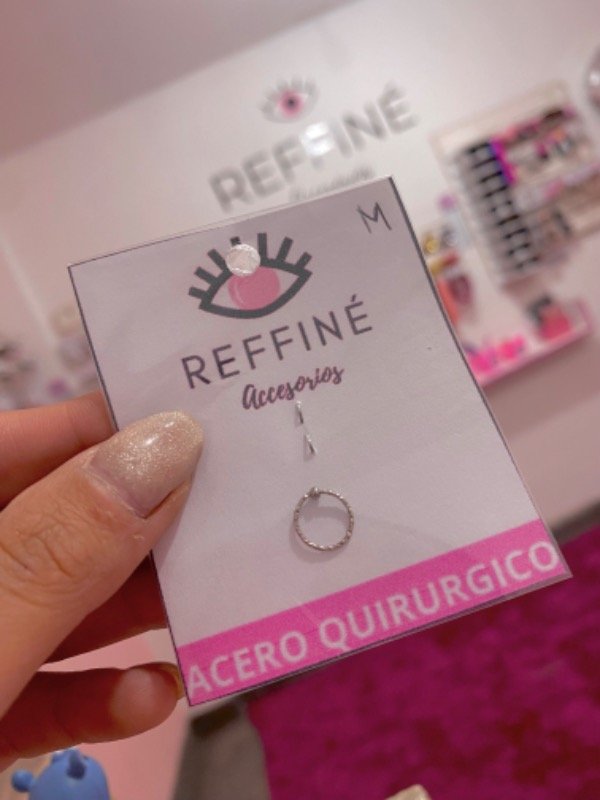 REFFINÉ
M
REFFINÉ
Accesorios
ACERO QUIRURGICO